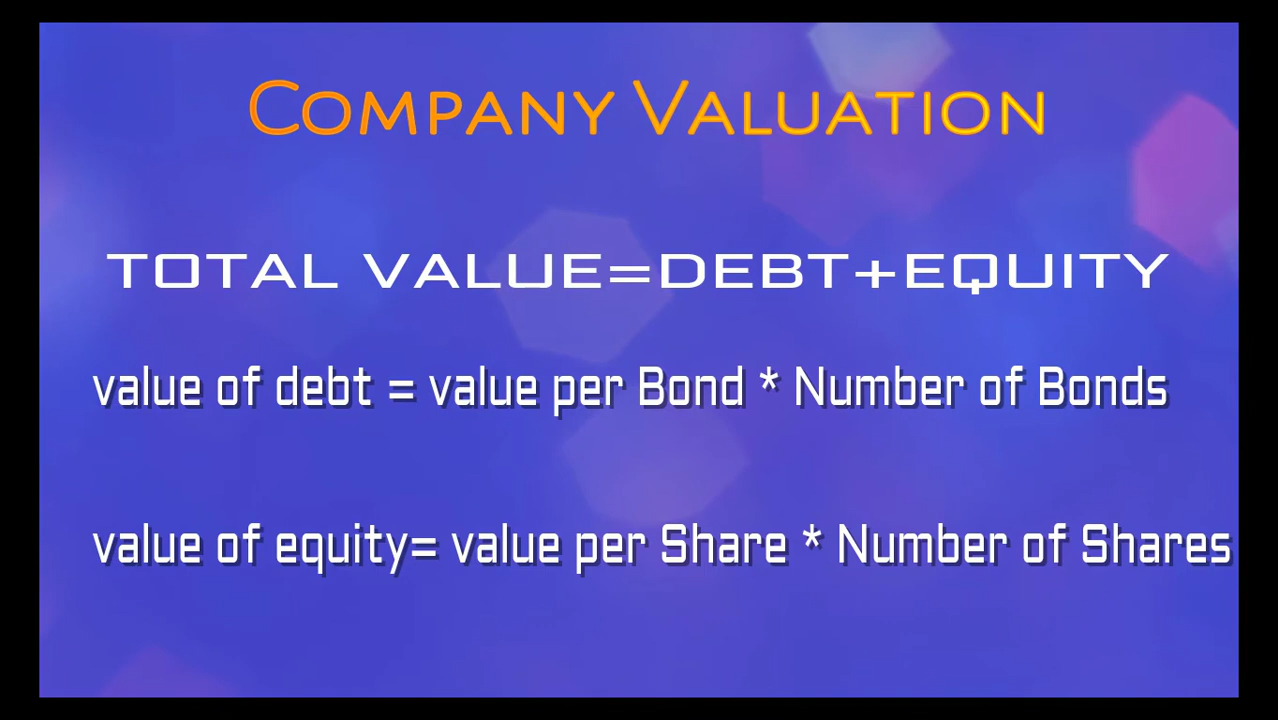 COMPANY VALUATION
TOTAL VALUE=DEBT+EQUITY
value of debt = value per Bond * Number of Bonds
value of equity= value per Share * Number of Shares